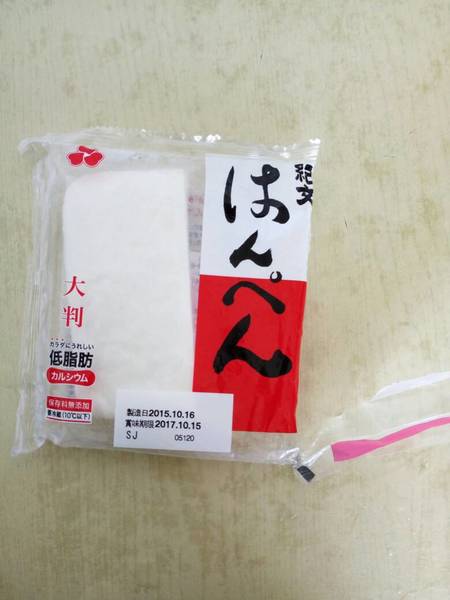 紀文
はんぺん
大判
カラダにうれしい
低脂肪
カルシウム
保存料無添加
要冷蔵(10℃以下)
製造日2015.10.16
賞味期限2017.10.15
SJ 05120